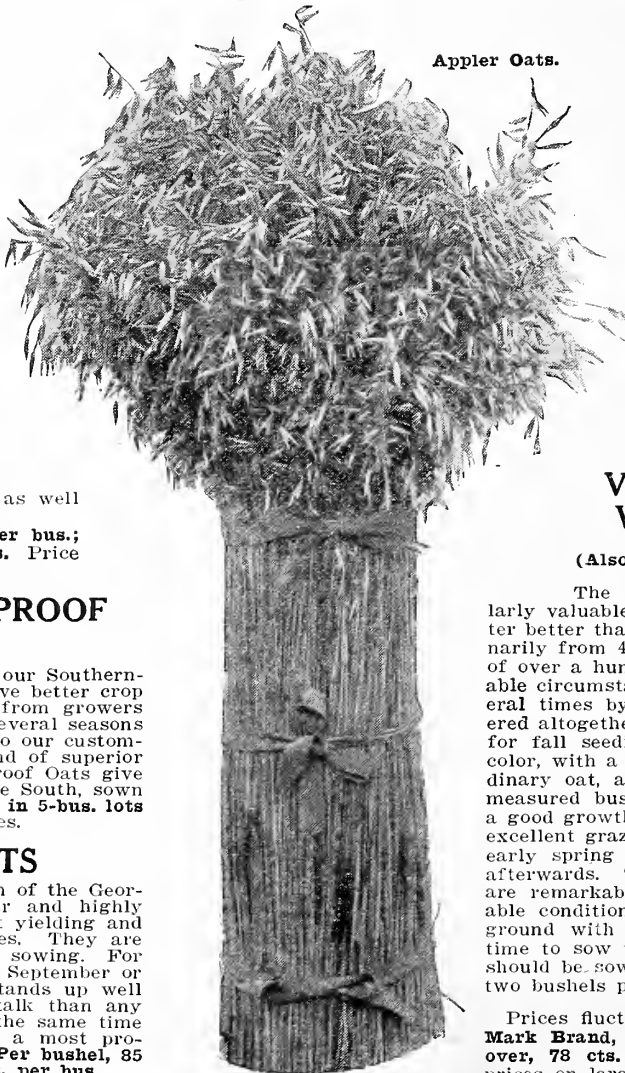 Appler Oats.
as well
er bus.;
s. Price
PROOF
our Southern-
ve better crop
from growers
several seasons
o our custom-
nd of superior
roof Oats give
e South, sown
in 5-bus. lots
es.
TS
n of the Geor-
r and highly
t yielding and
es. They are
sowing. For
September or
tands up well
talk than any
the same time
a most pro-
Per bushel, 85
per bus.
V
V
(Also
The
larly valuable
ter better tha
narily from 4
of over a hun
able circumsta
eral times by
ered altogethe
for fall seedi
color, with a
dinary oat, a
measured bus
a good growth
excellent graz
early spring
afterwards.
are remarkab
able condition
ground with
time to sow
should be sow
two bushels p
Prices fluct
Mark Brand,
over, 78 cts.